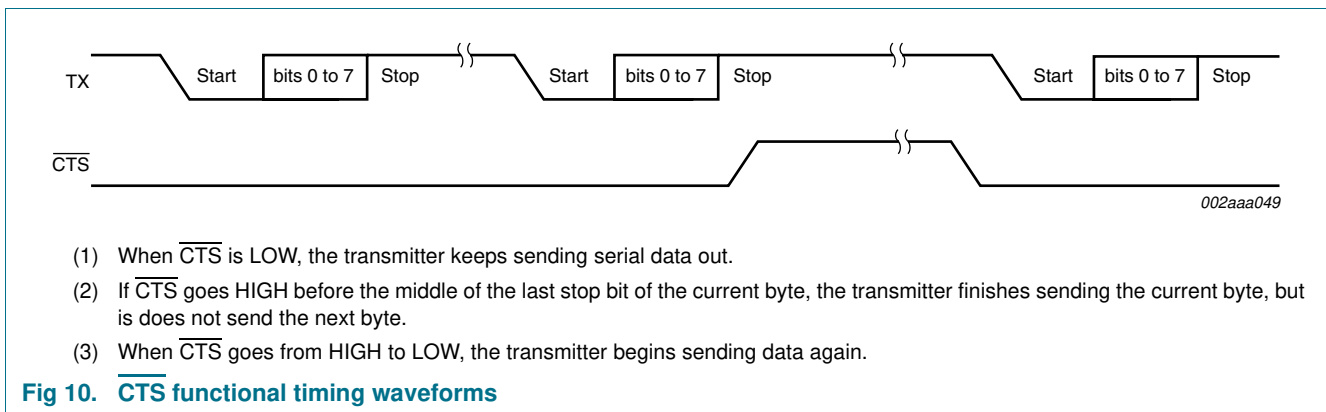 TX Start bits 0 to 7 Stop Start bits 0 to 7 Stop Start bits 0 to 7 Stop
CTS
002aaa049
(1) When CTS is LOW, the transmitter keeps sending serial data out.
(2) If CTS goes HIGH before the middle of the last stop bit of the current byte, the transmitter finishes sending the current byte, but
is does not send the next byte.
(3) When CTS goes from HIGH to LOW, the transmitter begins sending data again.
Fig 10. CTS functional timing waveforms